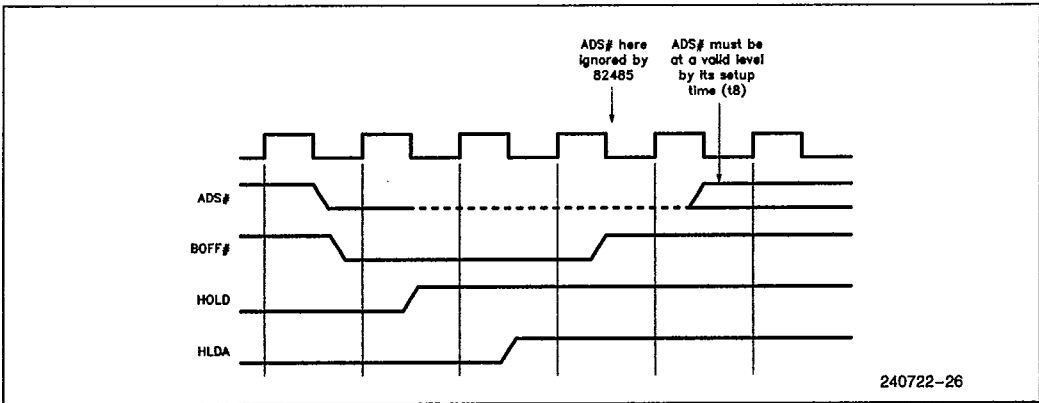 ADS# here
ignored by
82485
ADS# must be
at a valid level
by its setup
time (t8)
ADS#
BOFF#
HOLD
HLDA
240722-26